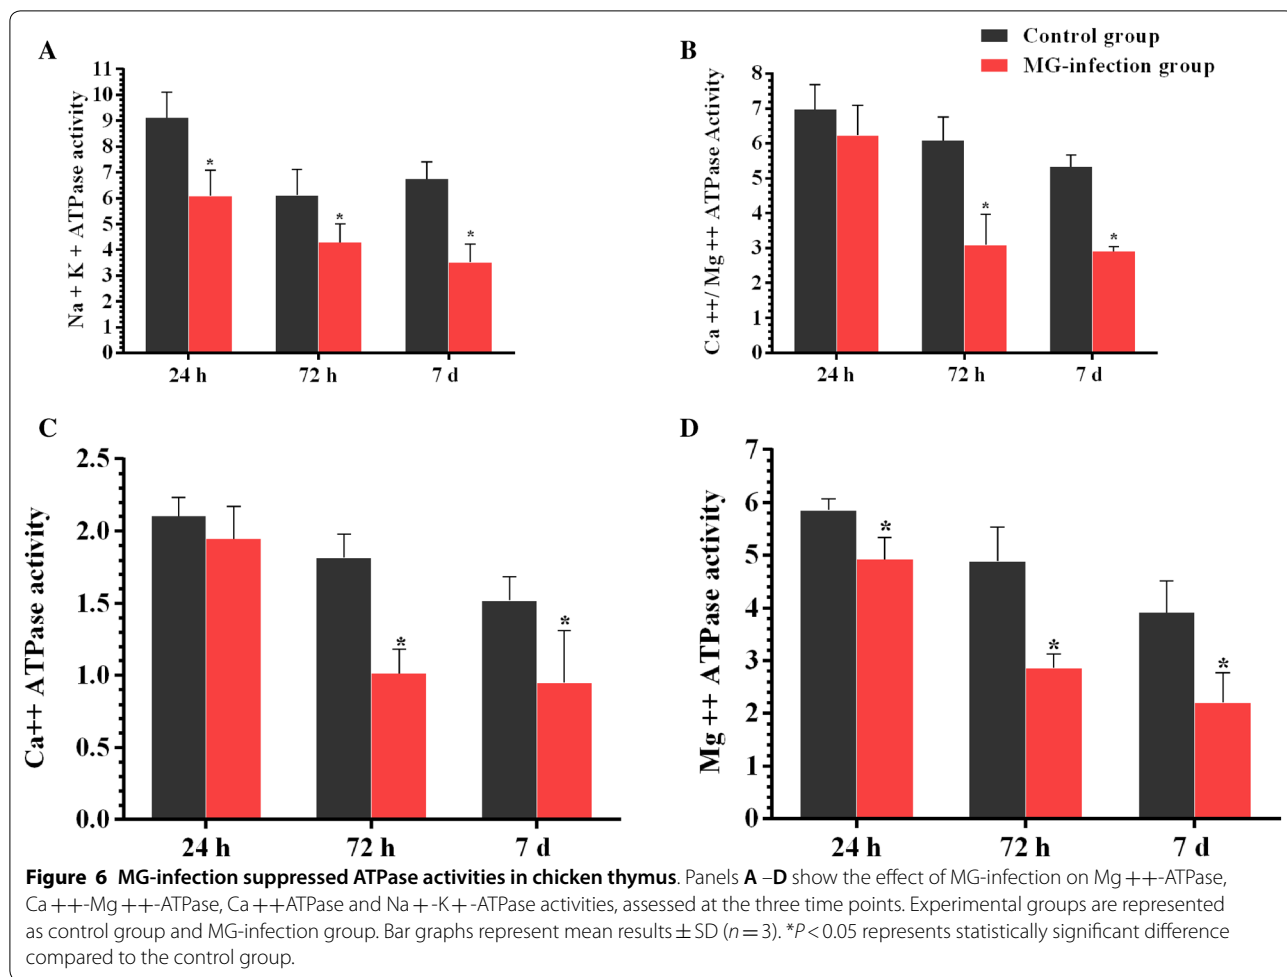 A
B
Control group
MG-infection group
Na + K + ATPase activity
11
10
9
8
7
6
5
4
3
2
1
0
*
*
*
24 h 72 h 7 d
Ca ++/ Mg ++ ATPase Activity
8
7
6
5
4
3
2
1
0
*
*
24 h 72 h 7 d
C
D
Ca++ ATPase activity
2.5
2.0
1.5
1.0
0.5
0.0
*
*
24 h 72 h 7 d
Mg ++ ATPase activity
7
6
5
4
3
2
1
0
*
*
*
24 h 72 h 7 d
Figure 6 MG-infection suppressed ATPase activities in chicken thymus. Panels A –D show the effect of MG-infection on Mg ++-ATPase,
Ca ++-Mg ++-ATPase, Ca ++ATPase and Na +-K +-ATPase activities, assessed at the three time points. Experimental groups are represented
as control group and MG-infection group. Bar graphs represent mean results ± SD (n = 3). *P < 0.05 represents statistically significant difference
compared to the control group.